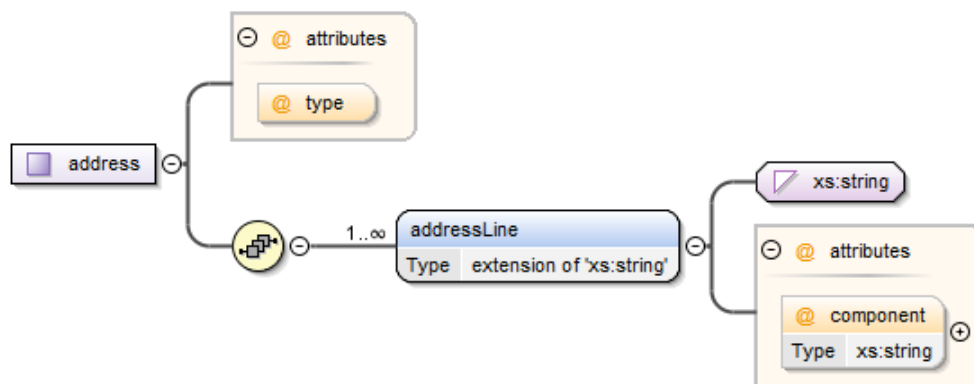 @ attributes
@ type
address
1..∞
addressLine
Type extension of 'xs:string'
xs:string
@ attributes
@ component
Type xs:string